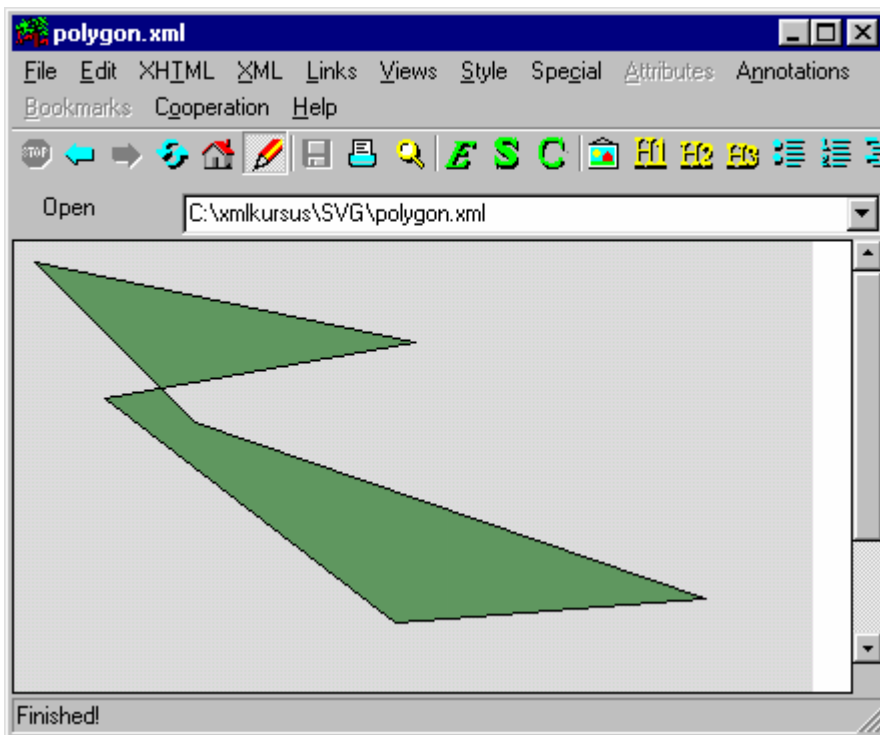 polygon.xml
File Edit XHTML XML Links Views Style Special Attributes Annotations
Bookmarks Cooperation Help
STOP E S C H1 H2 H3
Open C:\xmlkursus\SVG\polygon.xml
Finished!